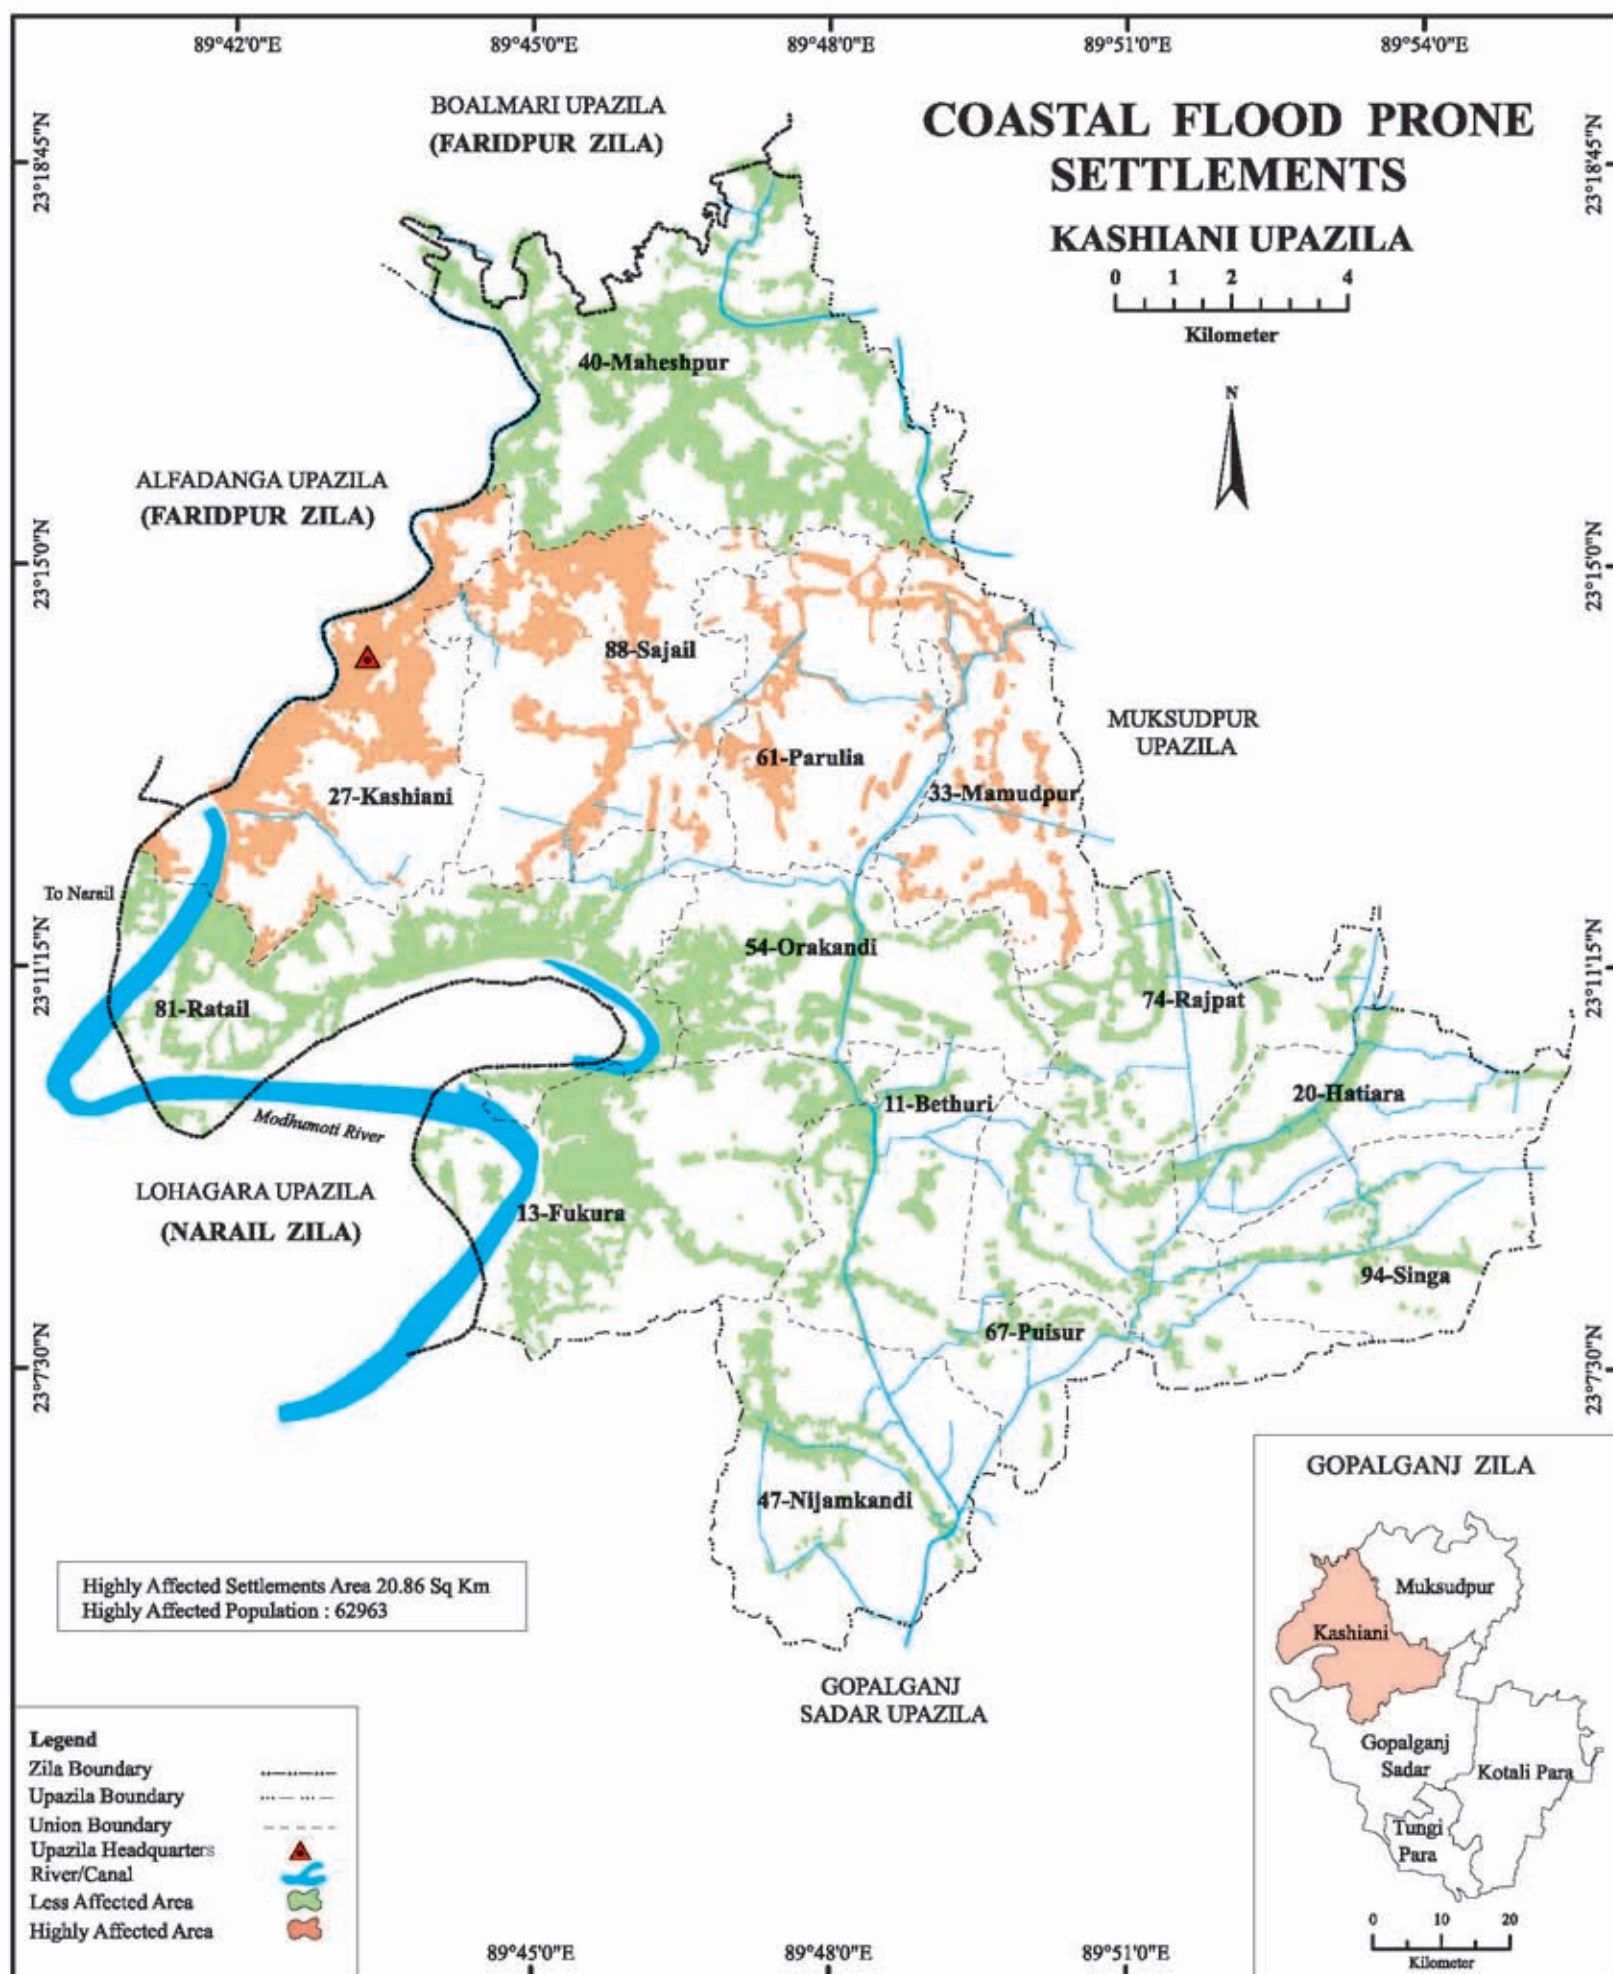 89°42'0"E
89°45'0"E
89°48'0"E
89°51'0"E
89°54'0"E
23°18'45"N
23°15'0"N
23°11'15"N
23°7'30"N
23°18'45"N
23°15'0"N
23°11'15"N
23°7'30"N
COASTAL FLOOD PRONE
SETTLEMENTS
KASHIANI UPAZILA
0 1 2 4
Kilometer
N
BOALMARI UPAZILA
(FARIDPUR ZILA)
40-Maheshpur
ALFADANGA UPAZILA
(FARIDPUR ZILA)
88-Sajail
MUKSUDPUR
UPAZILA
61-Parulia
27-Kashiani
33-Mamudpur
To Narail
54-Orakandi
81-Ratail
74-Rajpat
20-Hatiara
11-Bethuri
Modhumoti River
LOHAGARA UPAZILA
(NARAIL ZILA)
13-Fukura
94-Singa
67-Puisur
47-Nijamkandi
Highly Affected Settlements Area 20.86 Sq Km
Highly Affected Population : 62963
GOPALGANJ
SADAR UPAZILA
GOPALGANJ ZILA
Muksudpur
Kashiani
Gopalganj
Sadar
Kotali Para
Tungi
Para
0 10 20
Kilometer
Legend
Zila Boundary
Upazila Boundary
Union Boundary
Upazila Headquarters
River/Canal
Less Affected Area
Highly Affected Area
89°45'0"E
89°48'0"E
89°51'0"E